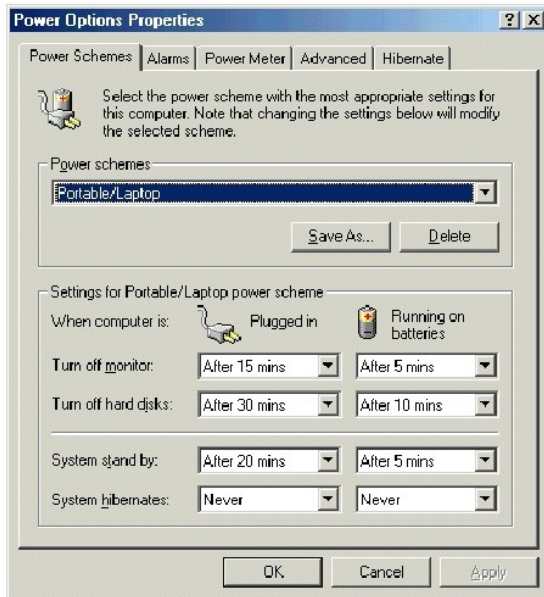 Power Options Properties
Power Schemes Alarms Power Meter Advanced Hibernate
Select the power scheme with the most appropriate settings for
this computer. Note that changing the settings below will modify
the selected scheme.
Power schemes
Portable/Laptop
Save As... Delete
Settings for Portable/Laptop power scheme
When computer is: Plugged in Running on
batteries
Turn off monitor: After 15 mins After 5 mins
Turn off hard disks: After 30 mins After 10 mins
System stand by: After 20 mins After 5 mins
System hibernates: Never Never
OK Cancel Apply